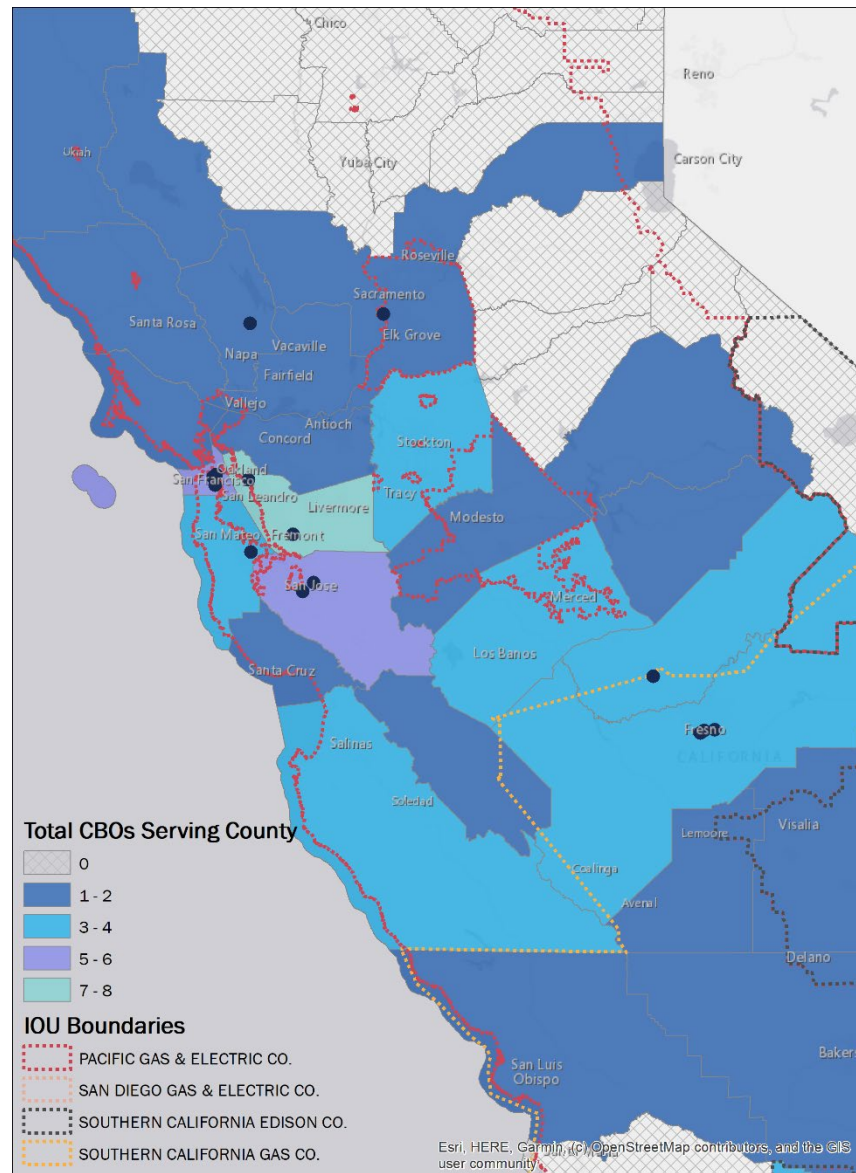 Chico
Reno
Ukiah
Yuba City
Carson City
Roseville
Sacramento
Santa Rosa
Elk Grove
Vacaville
Napa
Fairfield
Vallejo
Antioch
Concord
Stockton
Oakland
San Francisco
San Leandro
Livermore
Tracy
Modesto
San Mateo
Fremont
San Jose
Merced
Los Banos
Santa Cruz
Fresno
Salinas
CALIFORNIA
Soledad
Total CBOs Serving County
0
1 - 2
3 - 4
5 - 6
7 - 8
Lemoore
Visalia
Coalinga
Avenal
Delano
IOU Boundaries
PACIFIC GAS & ELECTRIC CO.
SAN DIEGO GAS & ELECTRIC CO.
SOUTHERN CALIFORNIA EDISON CO.
SOUTHERN CALIFORNIA GAS CO.
San Luis
Obispo
Bakers
Esri, HERE, Garmin, (c) OpenStreetMap contributors, and the GIS
user community